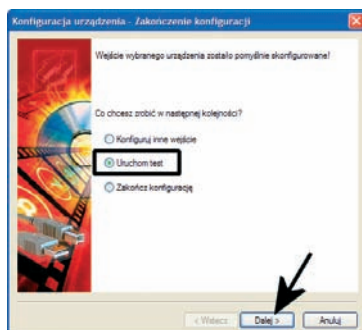 Konfiguracja urządzenia - Zakończenie konfiguracji
Wejście wybranego urządzenia zostało pomyślnie skonfigurowane!
Co chcesz zrobić w następnej kolejności?
Konfiguruj inne wejście
Uruchom test
Zakończ konfigurację
< Wstecz
Dalej >
Anuluj